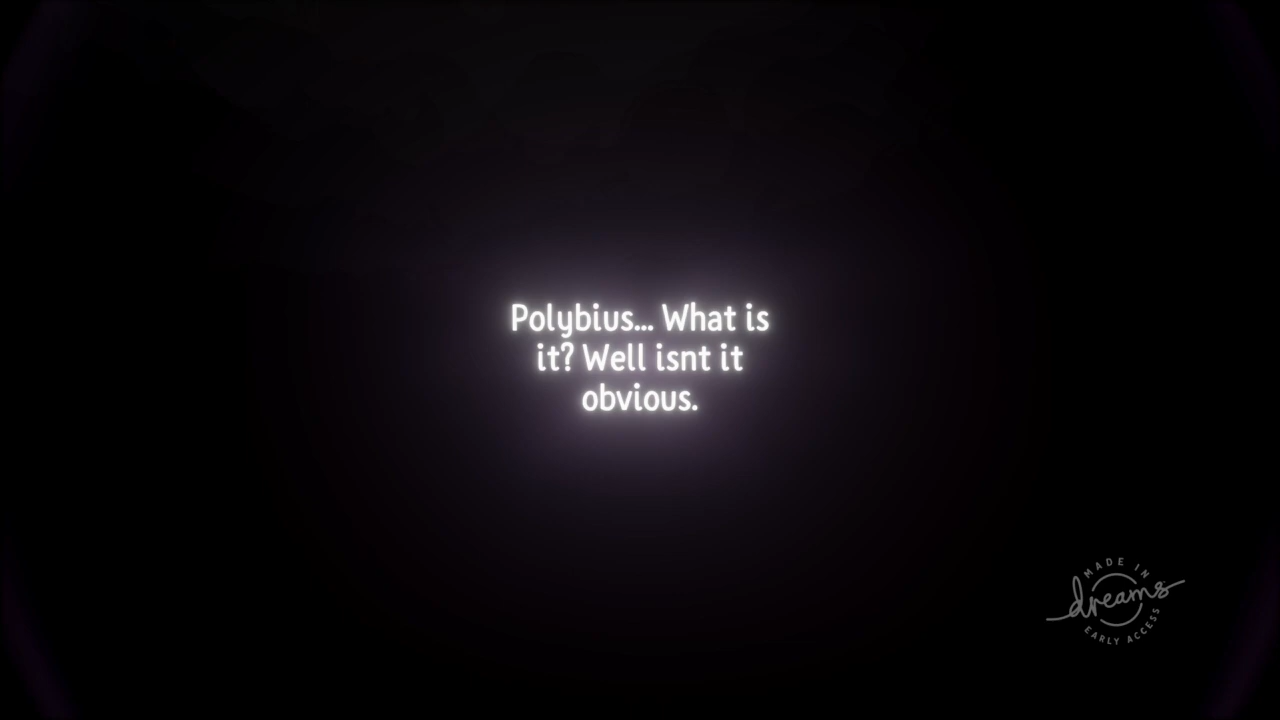 Polybius... What is
it? Well isnt it
obvious.
MADE IN
dreams
EARLY ACCESS